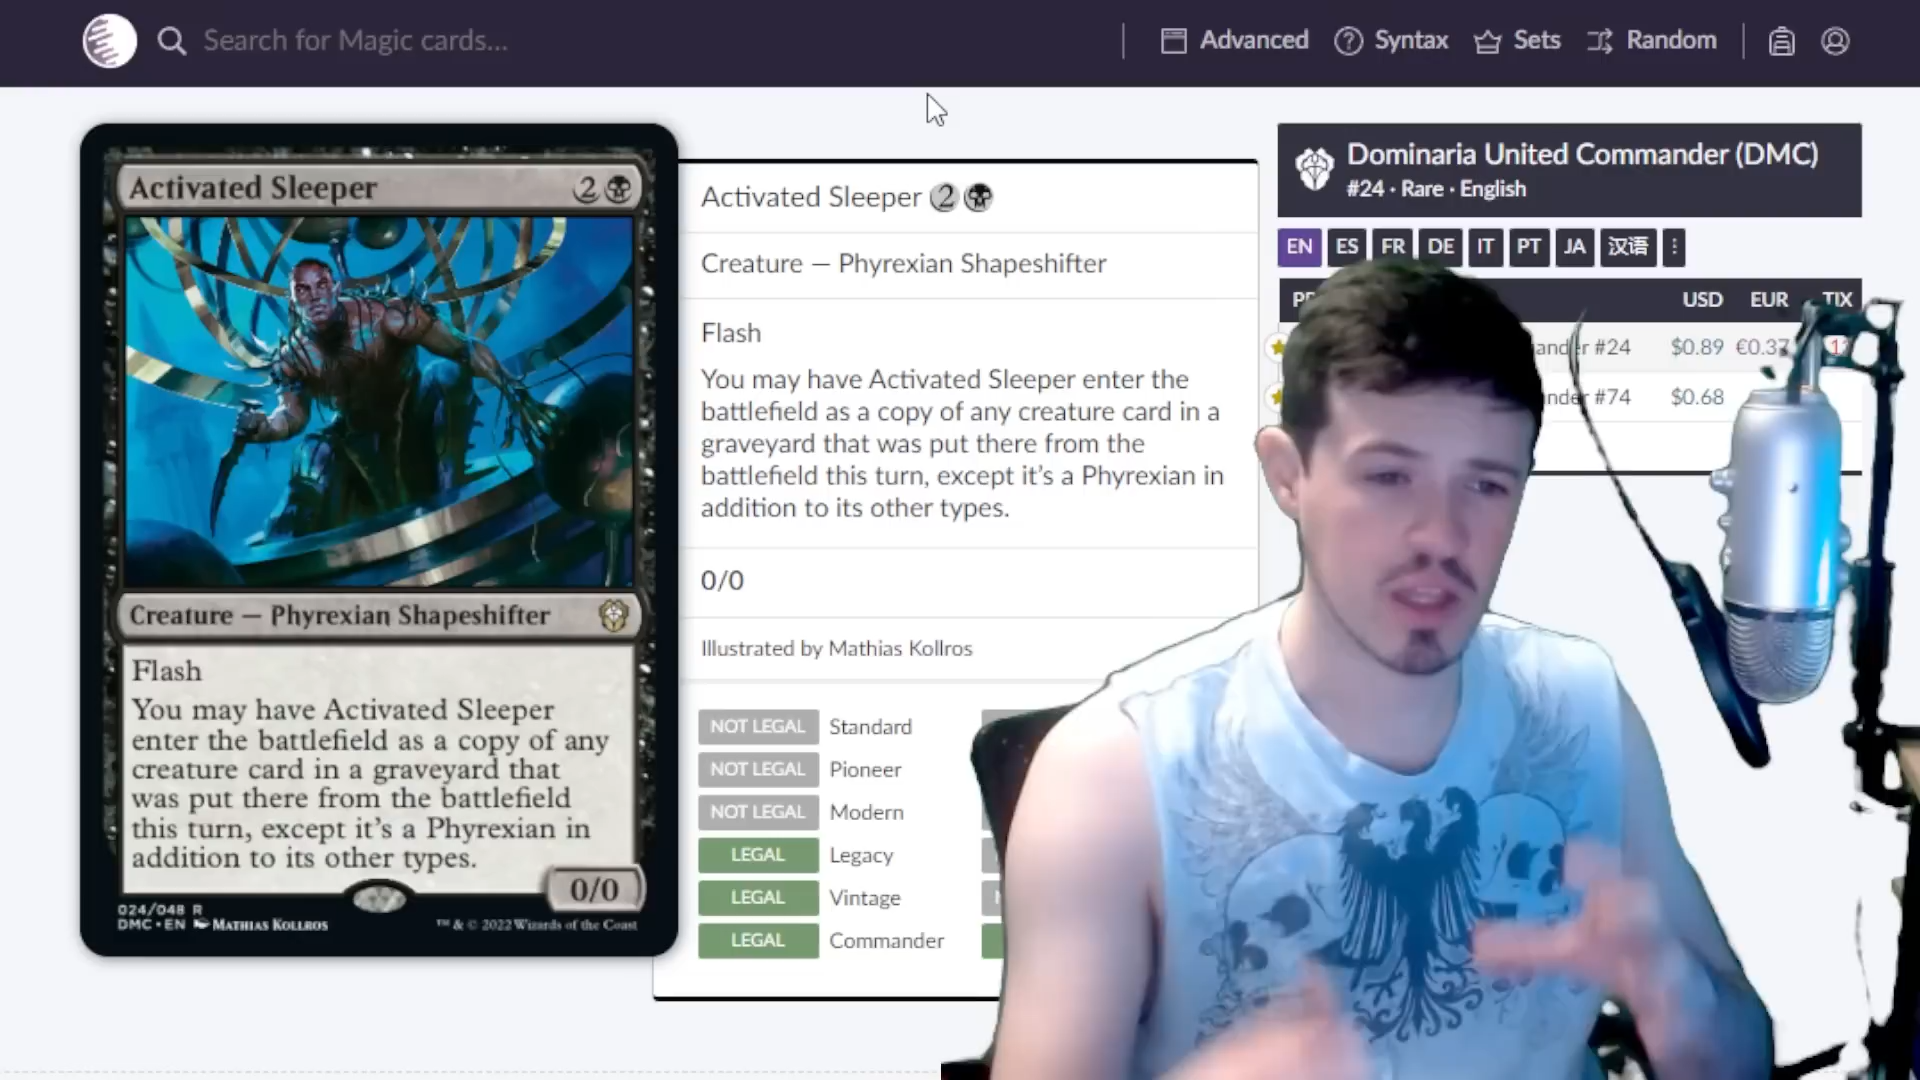 Search for Magic cards...
Advanced
Syntax
Sets
Random
Activated Sleeper 2
Creature — Phyrexian Shapeshifter
Flash
You may have Activated Sleeper
enter the battlefield as a copy of any
creature card in a graveyard that
was put there from the battlefield
this turn, except it's a Phyrexian in
addition to its other types.
0/0
024/048 R
DMC • EN Mathias Kollros
™ & © 2022 Wizards of the Coast
Activated Sleeper 2
Creature — Phyrexian Shapeshifter
Flash
You may have Activated Sleeper enter the
battlefield as a copy of any creature card in a
graveyard that was put there from the
battlefield this turn, except it's a Phyrexian in
addition to its other types.
0/0
Illustrated by Mathias Kollros
NOT LEGAL Standard
NOT LEGAL Pioneer
NOT LEGAL Modern
LEGAL Legacy
LEGAL Vintage
LEGAL Commander
Dominaria United Commander (DMC)
#24 • Rare • English
EN ES FR DE IT PT JA 汉语
USD EUR TIX
#24 $0.89
#74 $0.68